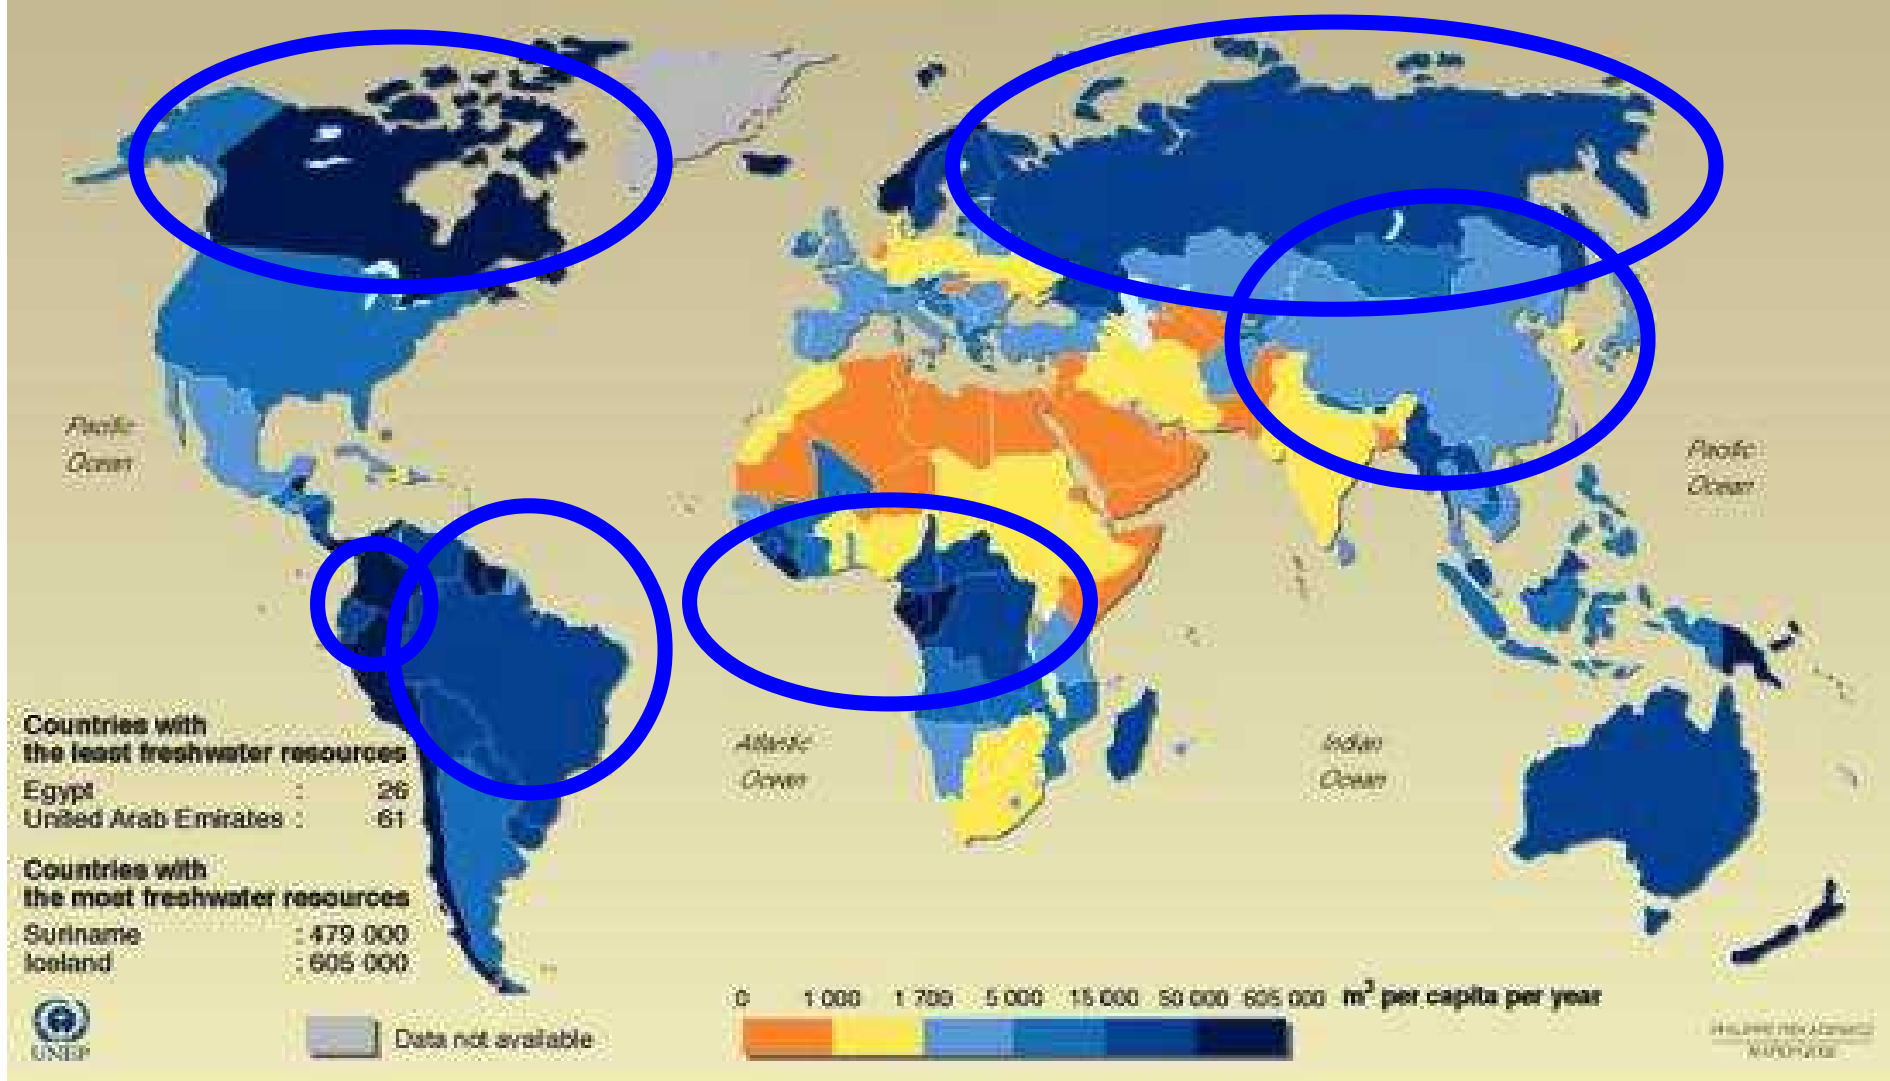 Pacific
Ocean
Pacific
Ocean
Countries with
the least freshwater resources
Egypt : 26
United Arab Emirates : 61
Countries with
the most freshwater resources
Suriname : 479 000
Iceland : 605 000
Atlantic
Ocean
Indian
Ocean
0 1 000 1 700 5 000 15 000 50 000 605 000 m³ per capita per year
UNEP
Data not available
MARCH 2002